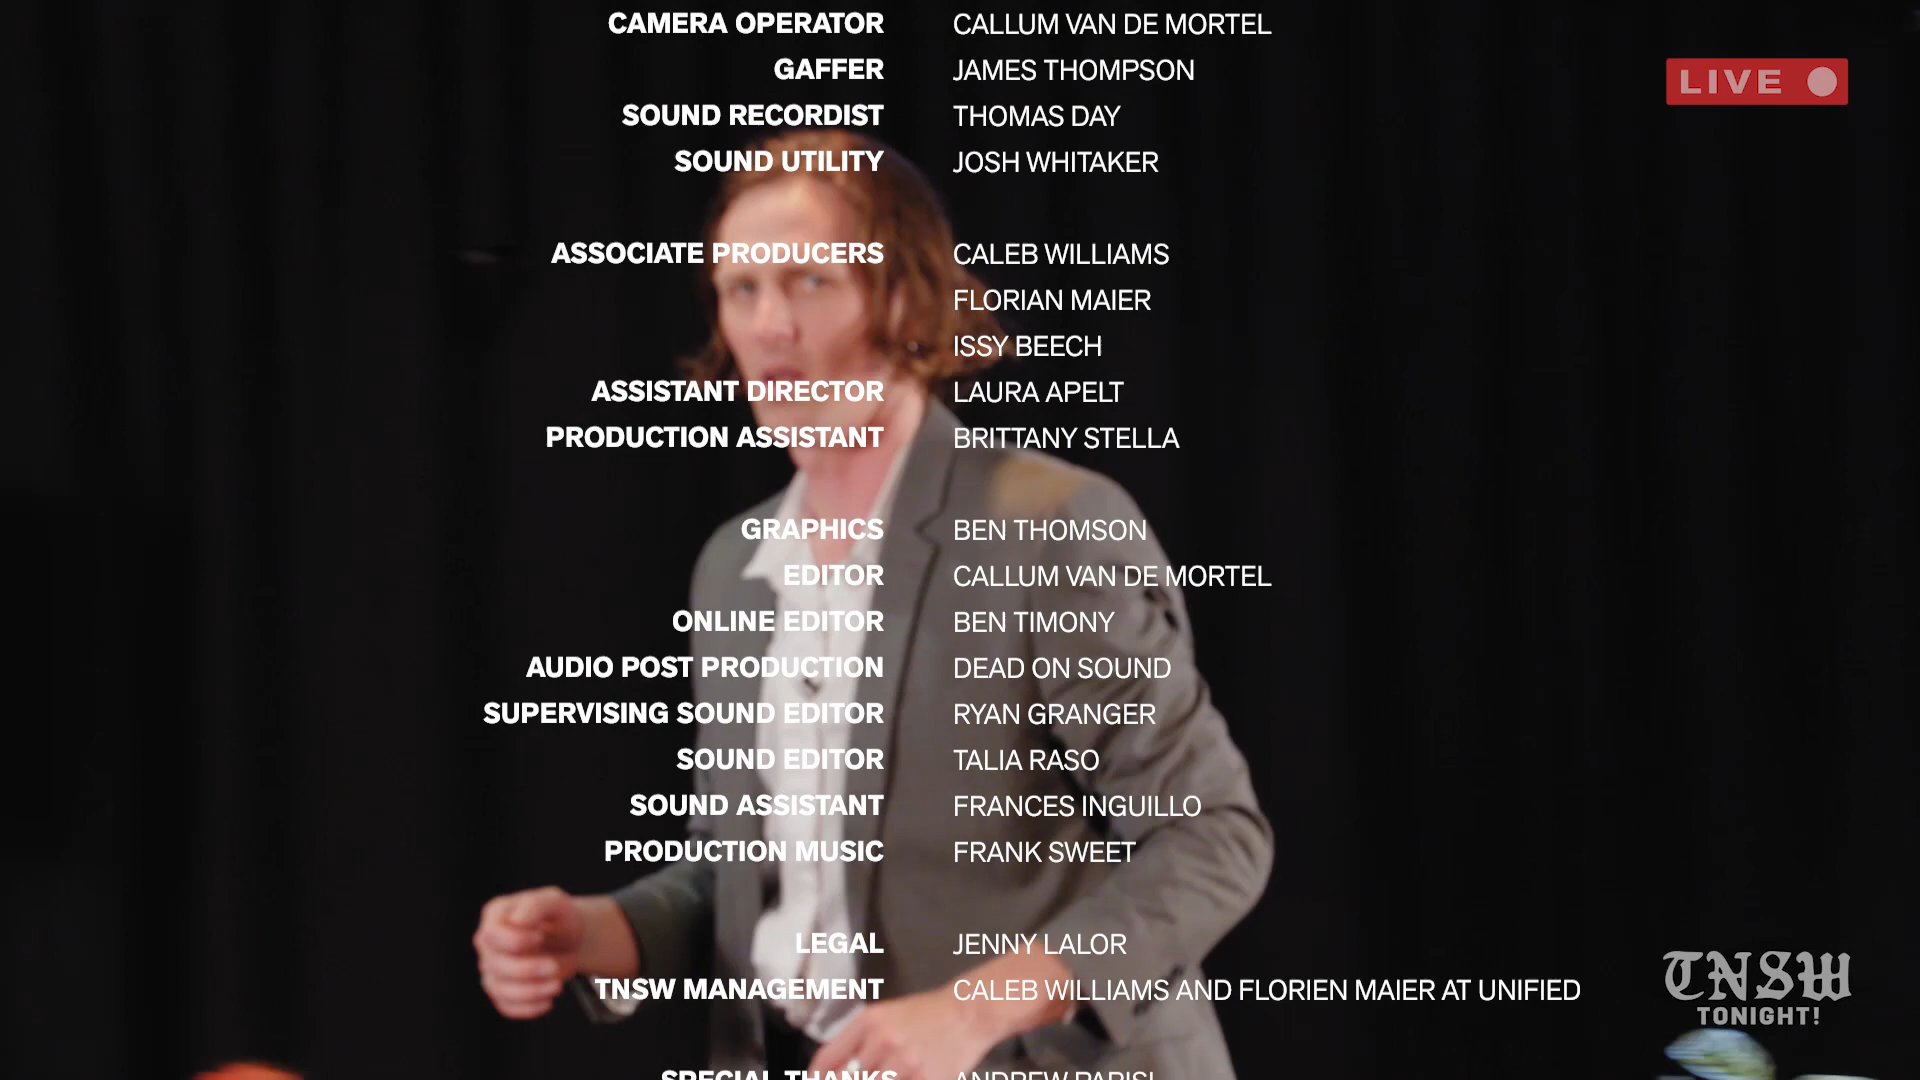 CAMERA OPERATOR CALLUM VAN DE MORTEL
GAFFER JAMES THOMPSON
LIVE
SOUND RECORDIST THOMAS DAY
SOUND UTILITY JOSH WHITAKER
ASSOCIATE PRODUCERS CALEB WILLIAMS
FLORIAN MAIER
ISSY BEECH
ASSISTANT DIRECTOR LAURA APELT
PRODUCTION ASSISTANT BRITTANY STELLA
GRAPHICS BEN THOMSON
EDITOR CALLUM VAN DE MORTEL
ONLINE EDITOR BEN TIMONY
AUDIO POST PRODUCTION DEAD ON SOUND
SUPERVISING SOUND EDITOR RYAN GRANGER
SOUND EDITOR TALIA RASO
SOUND ASSISTANT FRANCES INGUILLO
PRODUCTION MUSIC FRANK SWEET
LEGAL JENNY LALOR
TNSW MANAGEMENT CALEB WILLIAMS AND FLORIEN MAIER AT UNIFIED
TNSW
TONIGHT!
SPECIAL THANKS ANDREW PARISI